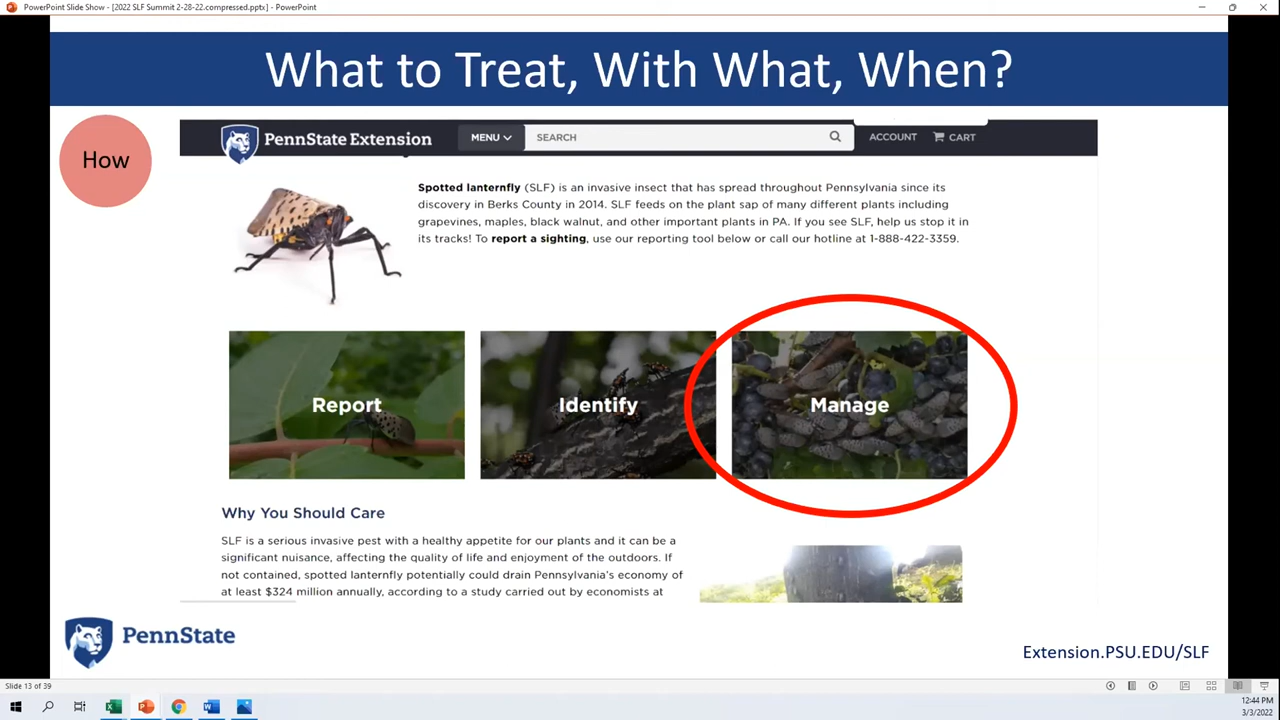 PowerPoint Slide Show - [2022 SLF Summit 2-28-22.compressed.pptx] - PowerPoint
What to Treat, With What, When?
How
PennState Extension
MENU
SEARCH
ACCOUNT
CART
Spotted lanternfly (SLF) is an invasive insect that has spread throughout Pennsylvania since its
discovery in Berks County in 2014. SLF feeds on the plant sap of many different plants including
grapevines, maples, black walnut, and other important plants in PA. If you see SLF, help us stop it in
its tracks! To report a sighting, use our reporting tool below or call our hotline at 1-888-422-3359.
Report
Identify
Manage
Why You Should Care
SLF is a serious invasive pest with a healthy appetite for our plants and it can be a
significant nuisance, affecting the quality of life and enjoyment of the outdoors. If
not contained, spotted lanternfly potentially could drain Pennsylvania's economy of
at least $324 million annually, according to a study carried out by economists at
PennState
Extension.PSU.EDU/SLF
Slide 13 of 39
12:44 PM
3/3/2022